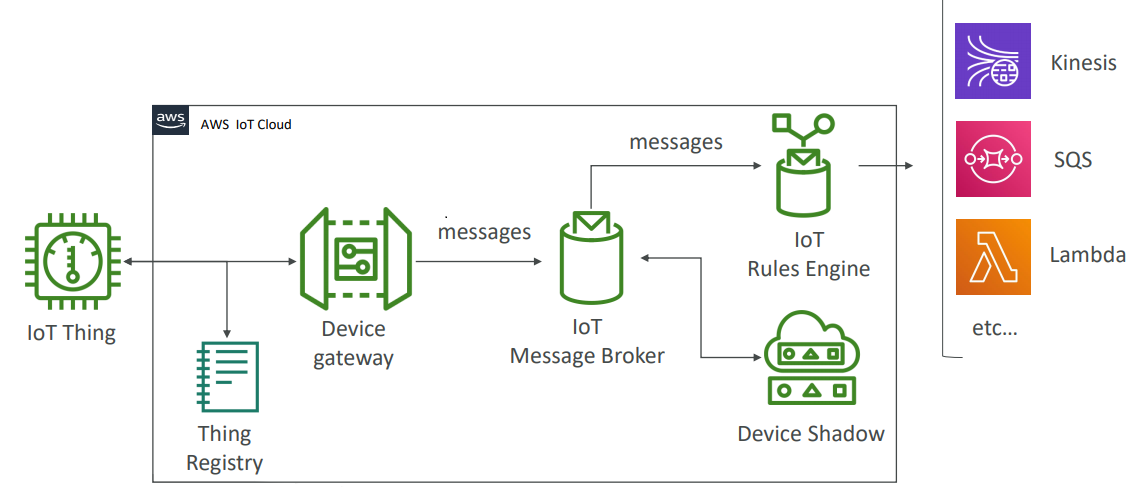 Kinesis
aws
AWS IoT Cloud
messages
SQS
messages
IoT
Rules Engine
Lambda
IoT Thing
Device
gateway
IoT
Message Broker
etc...
Thing
Registry
Device Shadow